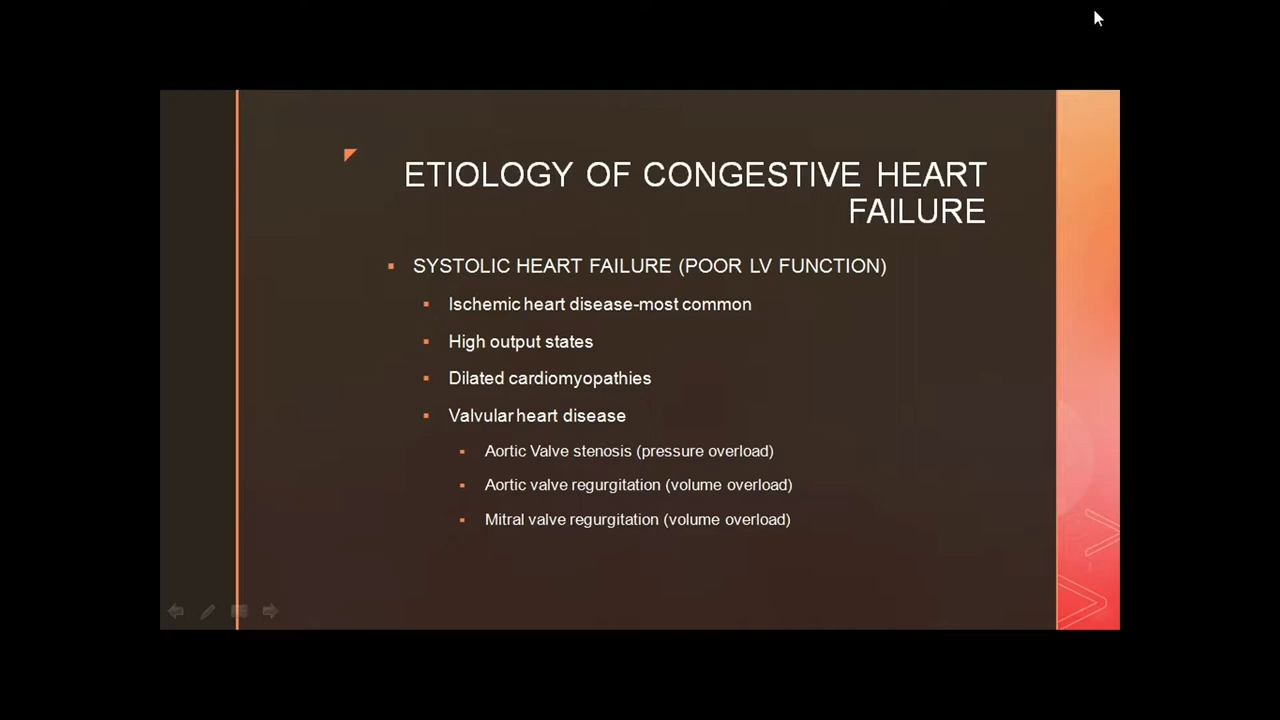 ETIOLOGY OF CONGESTIVE HEART
FAILURE
SYSTOLIC HEART FAILURE (POOR LV FUNCTION)
Ischemic heart disease-most common
High output states
Dilated cardiomyopathies
Valvular heart disease
Aortic Valve stenosis (pressure overload)
Aortic valve regurgitation (volume overload)
Mitral valve regurgitation (volume overload)